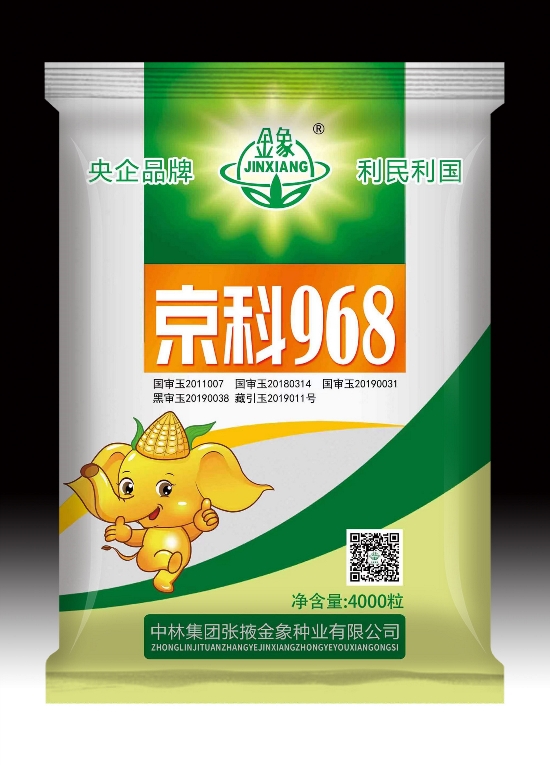 金象
®
JINXIANG
央企品牌
利民利国
京科968
国审玉2011007 国审玉20180314 国审玉20190031
黑审玉20190038 藏引玉2019011号
净含量:4000粒
中林集团张掖金象种业有限公司
ZHONGLINJITUANZHANGYEJINXIANGZHONGYEYOUXIANGONGSI